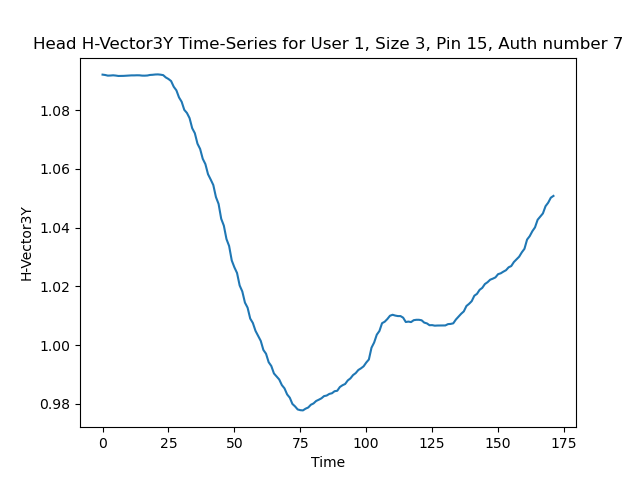 Head H-Vector3Y Time-Series for User 1, Size 3, Pin 15, Auth number 7
H-Vector3Y
1.08
1.06
1.04
1.02
1.00
0.98
0 25 50 75 100 125 150 175
Time